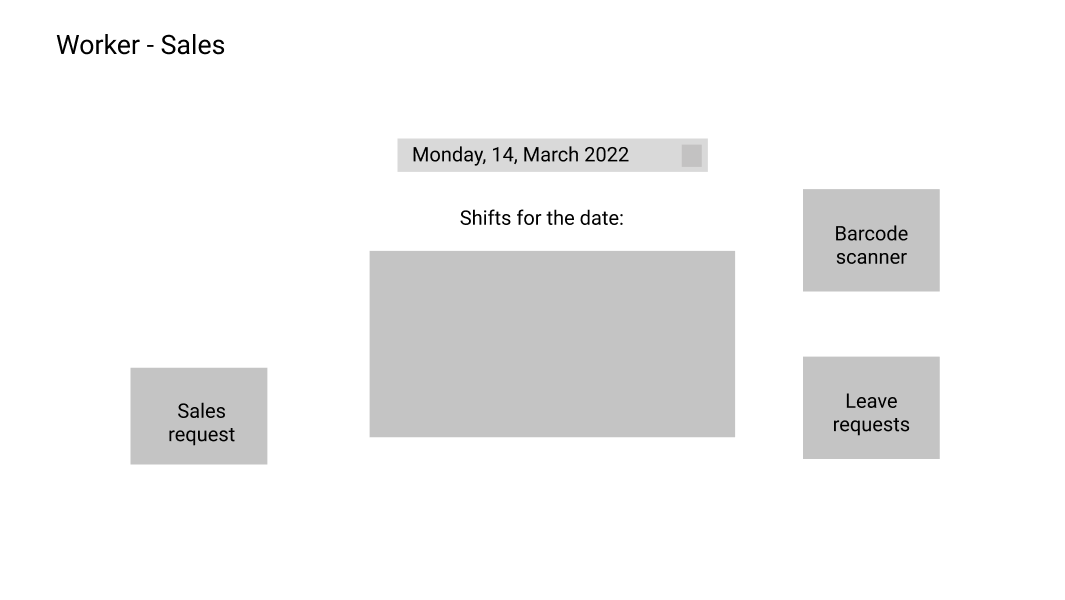 Worker - Sales
Monday, 14, March 2022
Shifts for the date:
Barcode
scanner
Sales
request
Leave
requests